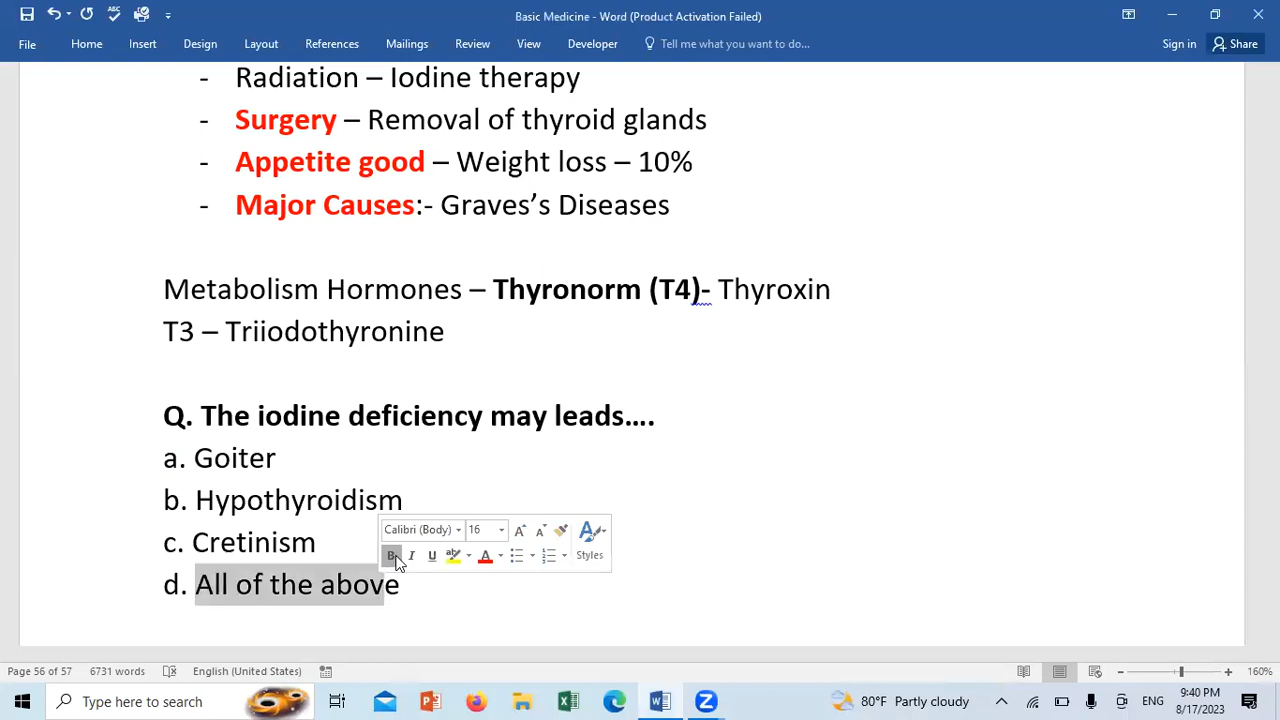 Basic Medicine - Word (Product Activation Failed)
File Home Insert Design Layout References Mailings Review View Developer Tell me what you want to do... Sign in Share
- Radiation – Iodine therapy
- Surgery – Removal of thyroid glands
- Appetite good – Weight loss – 10%
- Major Causes:- Graves’s Diseases
Metabolism Hormones – Thyronorm (T4)- Thyroxin
T3 – Triiodothyronine
Q. The iodine deficiency may leads….
a. Goiter
b. Hypothyroidism
c. Cretinism
d. All of the above
Calibri (Body) 16 A A A
B I U ab A Styles
Page 56 of 57 6731 words English (United States) 160%
Type here to search 80°F Partly cloudy ENG 9:40 PM
8/17/2023